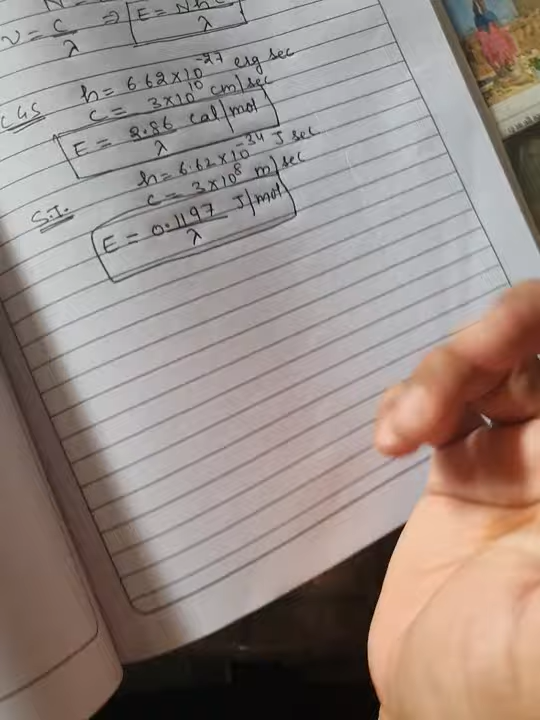 ν = c/λ ⇒ E = Nhc/λ
CGS h = 6.62×10⁻²⁷ erg sec
c = 3×10¹⁰ cm/sec
E = 2.86/λ cal/mol
S.I. h = 6.62×10⁻³⁴ J sec
c = 3×10⁸ m/sec
E = 0.1197/λ J/mol